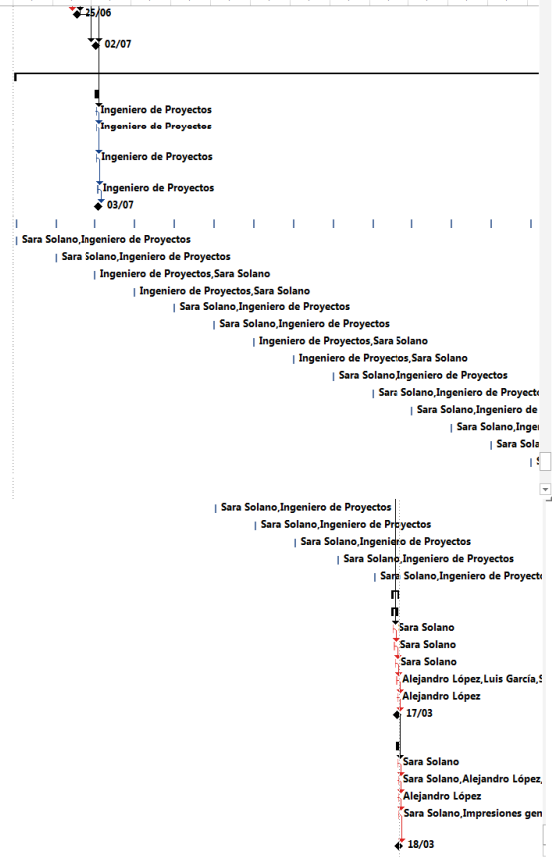 25/06
02/07
Ingeniero de Proyectos
Ingeniero de Proyectos
Ingeniero de Proyectos
Ingeniero de Proyectos
03/07
Sara Solano,Ingeniero de Proyectos
Sara Solano,Ingeniero de Proyectos
Ingeniero de Proyectos,Sara Solano
Ingeniero de Proyectos,Sara Solano
Sara Solano,Ingeniero de Proyectos
Sara Solano,Ingeniero de Proyectos
Ingeniero de Proyectos,Sara Solano
Ingeniero de Proyectos,Sara Solano
Sara Solano,Ingeniero de Proyectos
Sara Solano,Ingeniero de Proyect
Sara Solano,Ingeniero de
Sara Solano,Inge
Sara Sola
S
Sara Solano,Ingeniero de Proyectos
Sara Solano,Ingeniero de Proyectos
Sara Solano,Ingeniero de Proyectos
Sara Solano,Ingeniero de Proyectos
Sara Solano,Ingeniero de Proyect
Sara Solano
Sara Solano
Sara Solano
Alejandro López,Luis García,S
Alejandro López
17/03
Sara Solano
Sara Solano,Alejandro López,
Alejandro López
Sara Solano,Impresiones gen
18/03